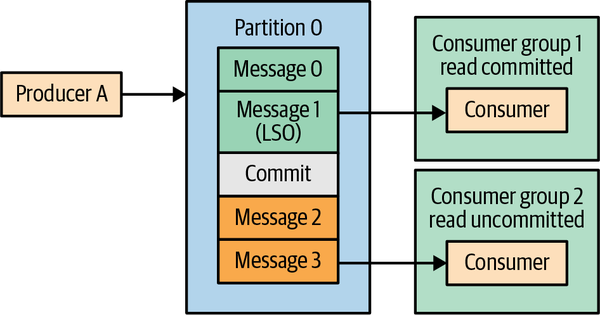 Producer A
Partition 0
Message 0
Message 1
(LSO)
Commit
Message 2
Message 3
Consumer group 1
read committed
Consumer
Consumer group 2
read uncommitted
Consumer